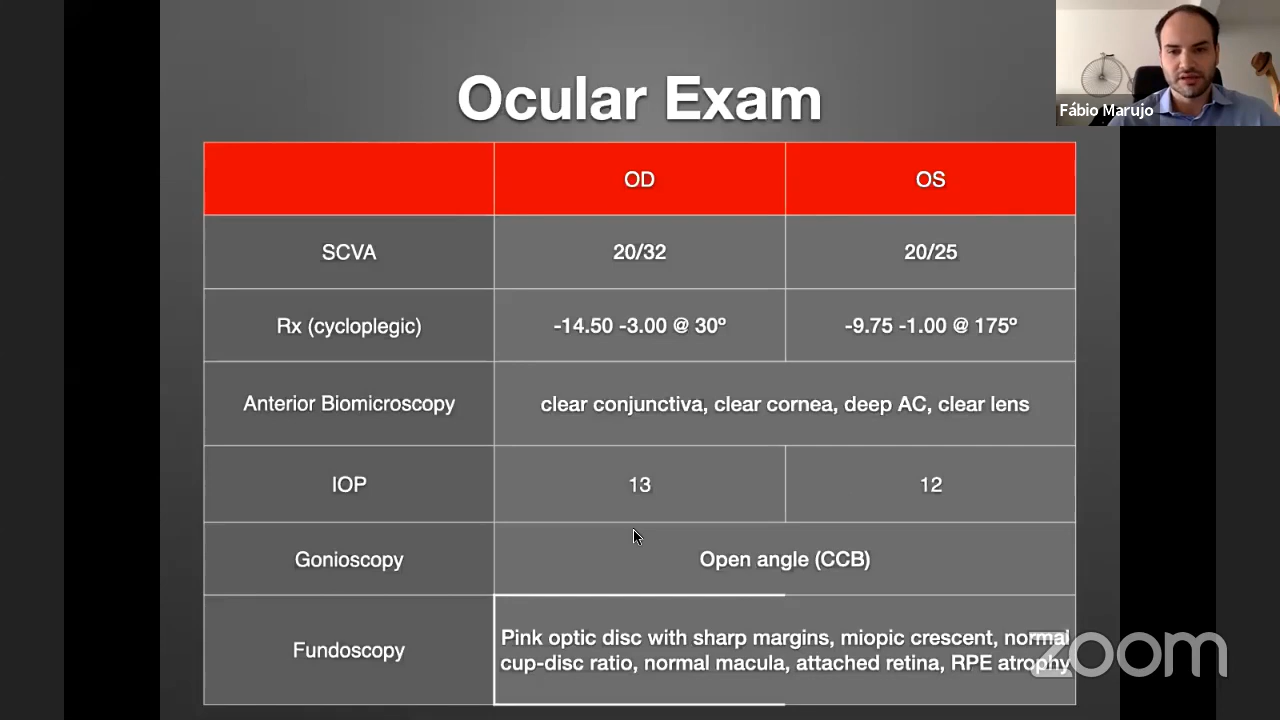 Ocular Exam
Fábio Marujo
OD OS
SCVA 20/32 20/25
Rx (cycloplegic) -14.50 -3.00 @ 30º -9.75 -1.00 @ 175º
Anterior Biomicroscopy clear conjunctiva, clear cornea, deep AC, clear lens
IOP 13 12
Gonioscopy Open angle (CCB)
Fundoscopy Pink optic disc with sharp margins, miopic crescent, normal
cup-disc ratio, normal macula, attached retina, RPE atrophy
zoom